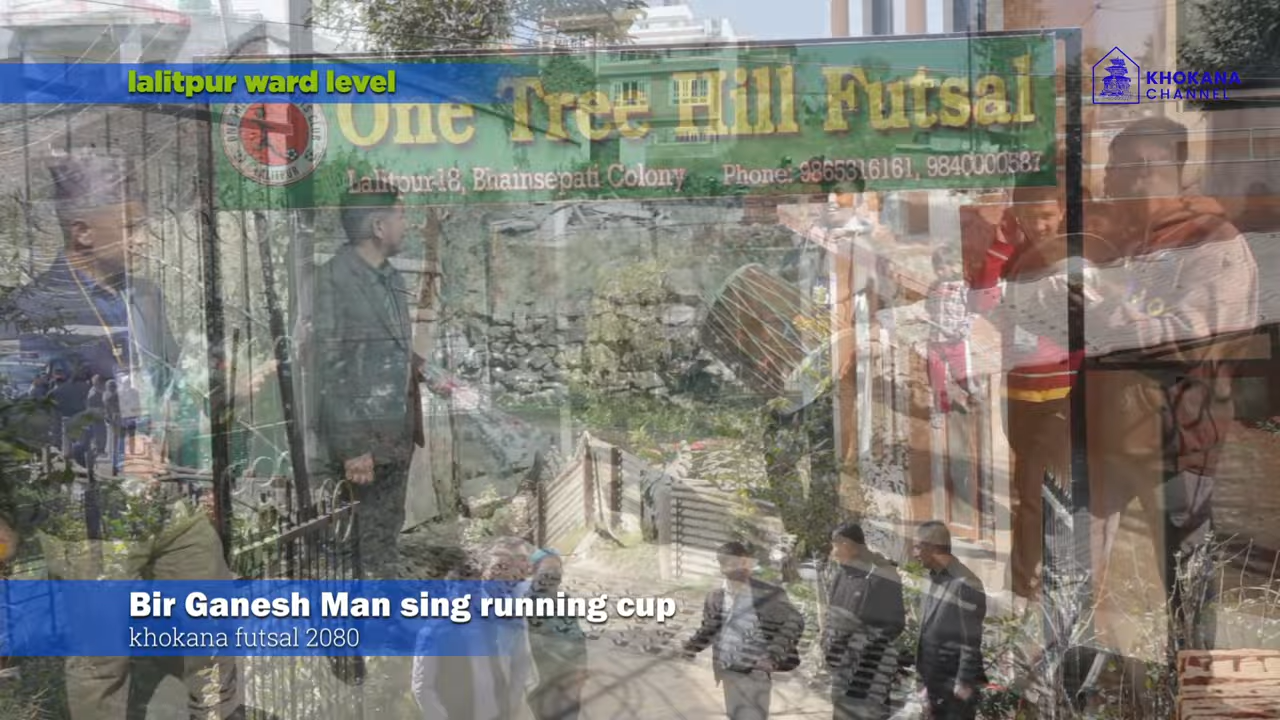 lalitpur ward level
KHOKANA
CHANNEL
One Tree Hill Futsal
Lalitpur-18, Bhainsepati Colony Phone: 9865316161, 9840000587
Bir Ganesh Man sing running cup
khokana futsal 2080